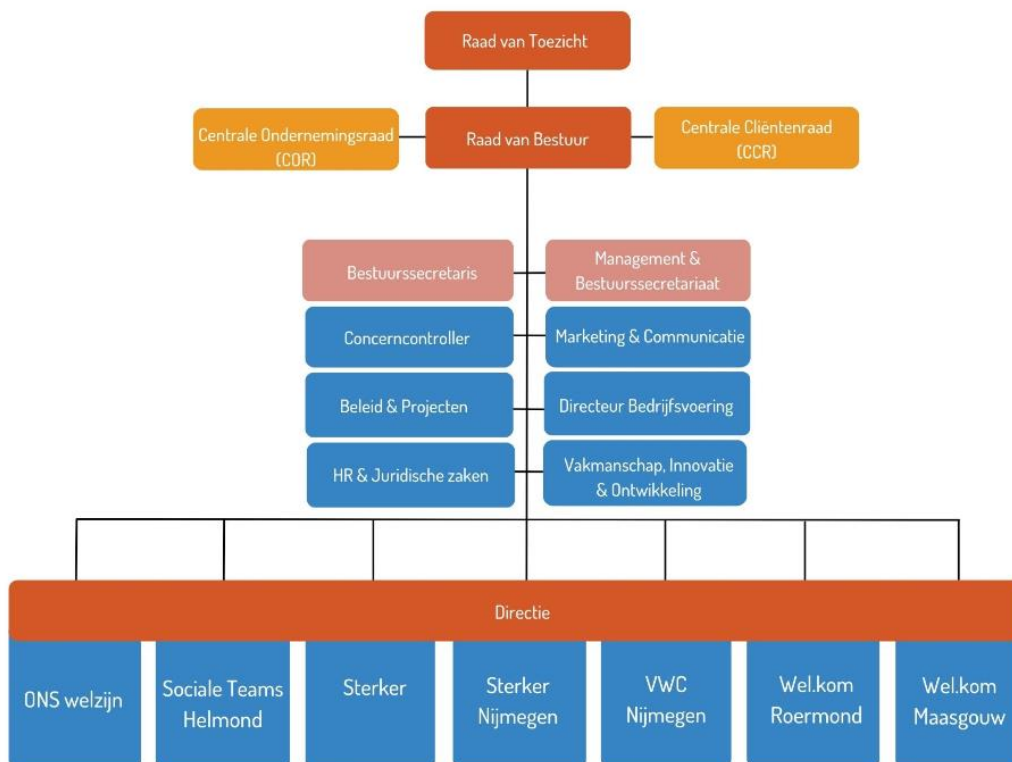 Raad van Toezicht
Centrale Ondernemingsraad
(COR)
Raad van Bestuur
Centrale Cliëntenraad
(CCR)
Bestuurssecretaris
Management &
Bestuurssecretariaat
Concerncontroller
Marketing & Communicatie
Beleid & Projecten
Directeur Bedrijfsvoering
HR & Juridische zaken
Vakmanschap, Innovatie
& Ontwikkeling
Directie
ONS welzijn
Sociale Teams
Helmond
Sterker
Sterker
Nijmegen
VWC
Nijmegen
Wel.kom
Roermond
Wel.kom
Maasgouw